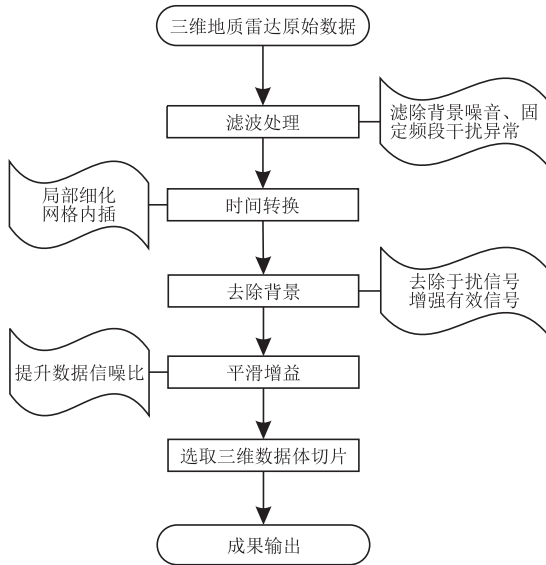 三维地质雷达原始数据
滤波处理
滤除背景噪音、固
定频段干扰异常
局部细化
网格内插
时间转换
去除背景
去除于扰信号
增强有效信号
提升数据信噪比
平滑增益
选取三维数据体切片
成果输出